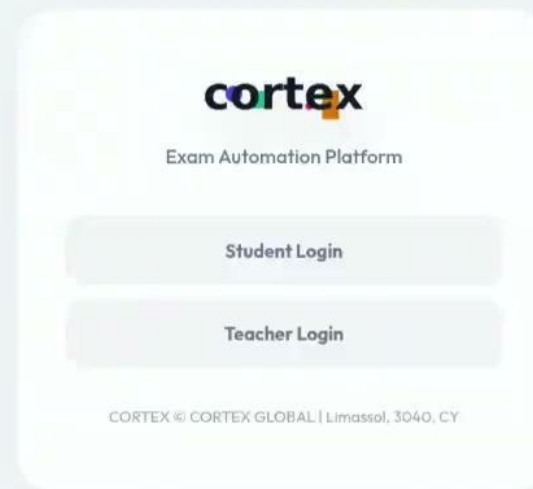 cortex
Exam Automation Platform
Student Login
Teacher Login
CORTEX © CORTEX GLOBAL | Limassol, 3040, CY